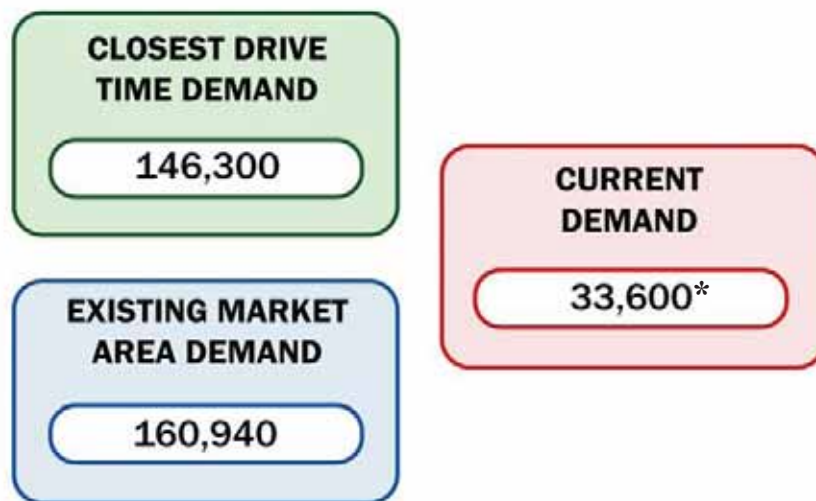 CLOSEST DRIVE
TIME DEMAND
146,300
EXISTING MARKET
AREA DEMAND
160,940
CURRENT
DEMAND
33,600*